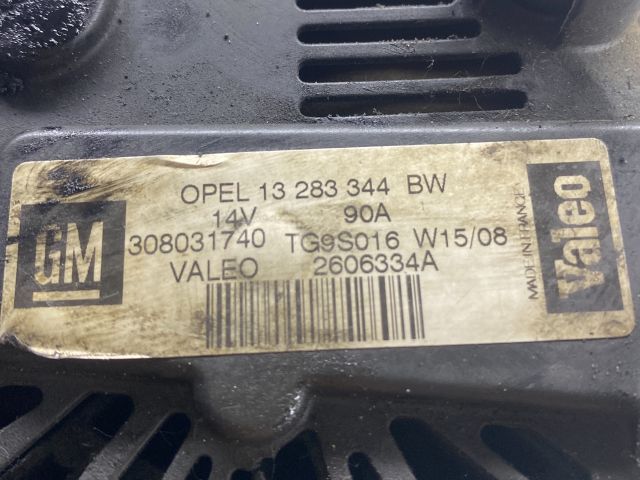 GM
OPEL 13 283 344 BW
14V 90A
308031740 TG9S016 W15/08
VALEO 2606334A
MADE IN FRANCE
Valeo